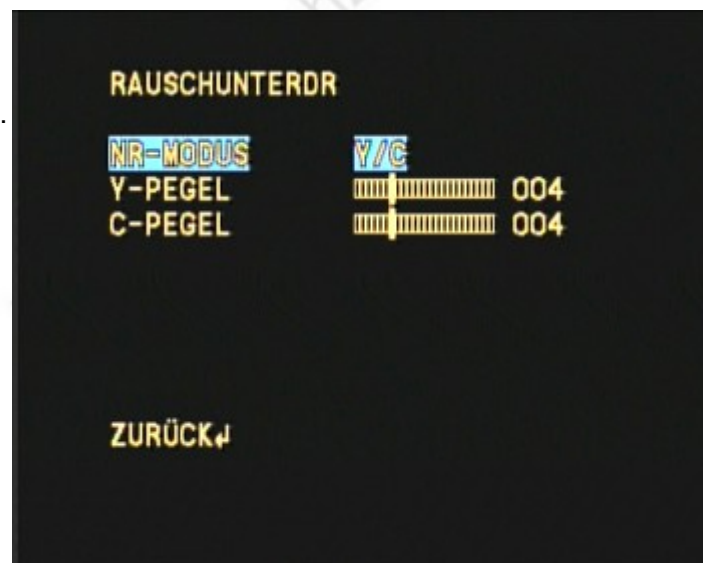 RAUSCHUNTERDR
NR-MODUS Y/C
Y-PEGEL 004
C-PEGEL 004
ZURÜCK↲